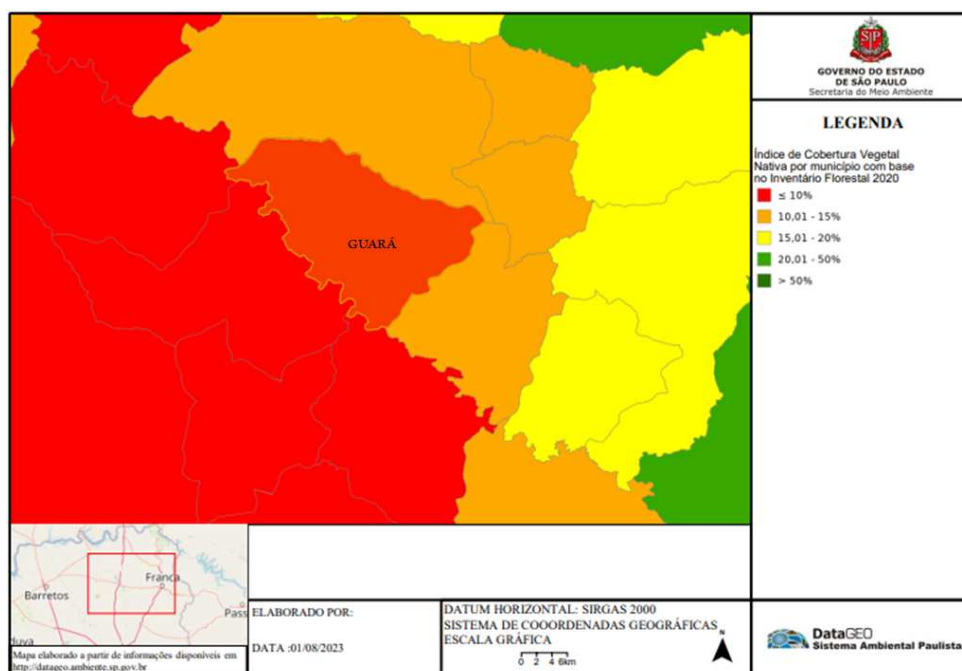 GUARÁ
GOVERNO DO ESTADO
DE SÃO PAULO
Secretaria do Meio Ambiente
LEGENDA
Índice de Cobertura Vegetal
Nativa por município com base
no Inventário Florestal 2020
≤ 10%
10,01 - 15%
15,01 - 20%
20,01 - 50%
> 50%
Barretos
Franca
Pass
duva
Mapa elaborado a partir de informações disponíveis em
http://datageo.ambiente.sp.gov.br
ELABORADO POR:
DATA :01/08/2023
DATUM HORIZONTAL: SIRGAS 2000
SISTEMA DE COOORDENADAS GEOGRÁFICAS
ESCALA GRÁFICA
0 2 4 6km
N
DataGEO
Sistema Ambiental Paulista